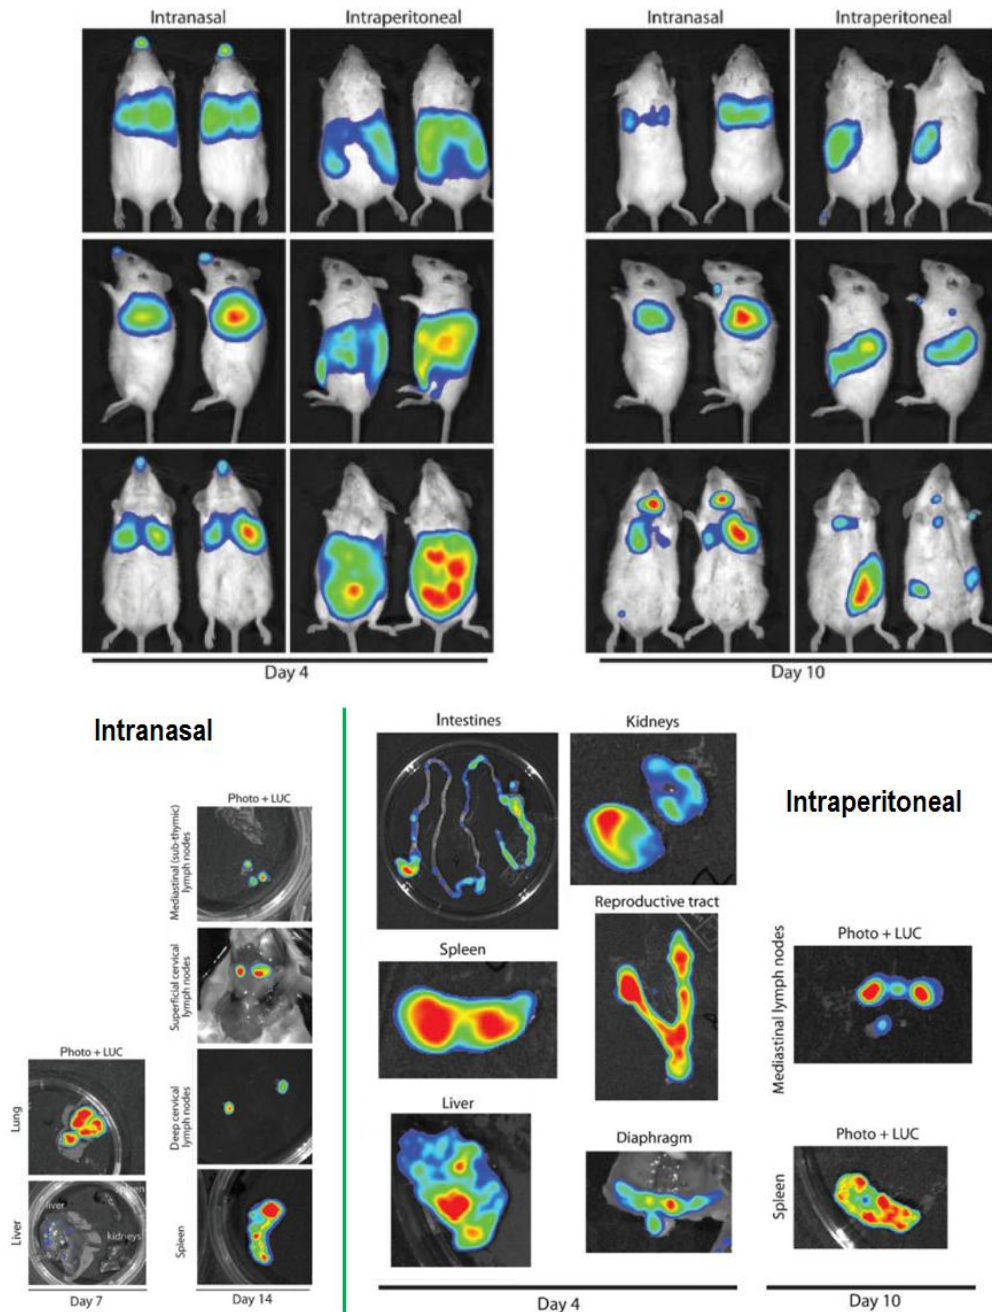 Intranasal
Intraperitoneal
Intranasal
Intraperitoneal
Day 4
Day 10
Intranasal
Photo + LUC
Mediastinal (sub-thymic)
lymph nodes
Superficial cervical
lymph nodes
Deep cervical
lymph nodes
Spleen
Day 14
Photo + LUC
Lung
Liver
liver
spleen
kidneys
Day 7
Intraperitoneal
Intestines
Kidneys
Spleen
Reproductive tract
Liver
Diaphragm
Day 4
Photo + LUC
Mediastinal lymph nodes
Photo + LUC
Spleen
Day 10